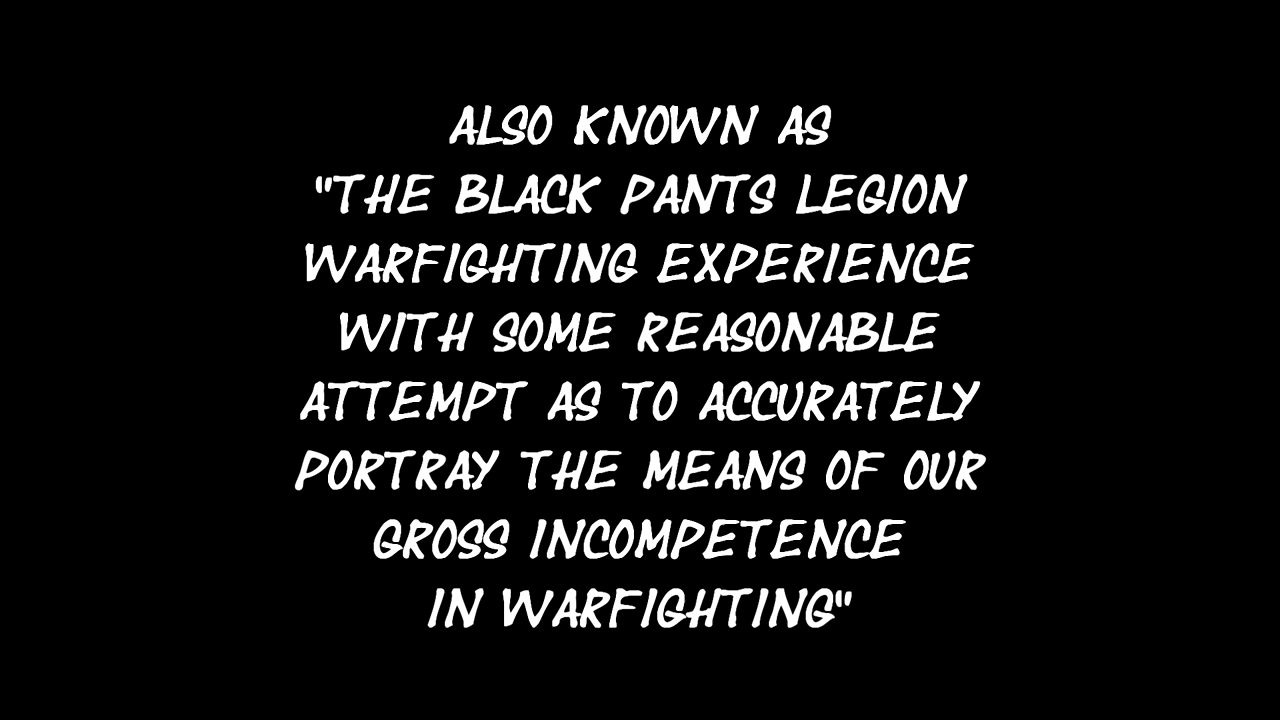 ALSO KNOWN AS
"THE BLACK PANTS LEGION
WARFIGHTING EXPERIENCE
WITH SOME REASONABLE
ATTEMPT AS TO ACCURATELY
PORTRAY THE MEANS OF OUR
GROSS INCOMPETENCE
IN WARFIGHTING"